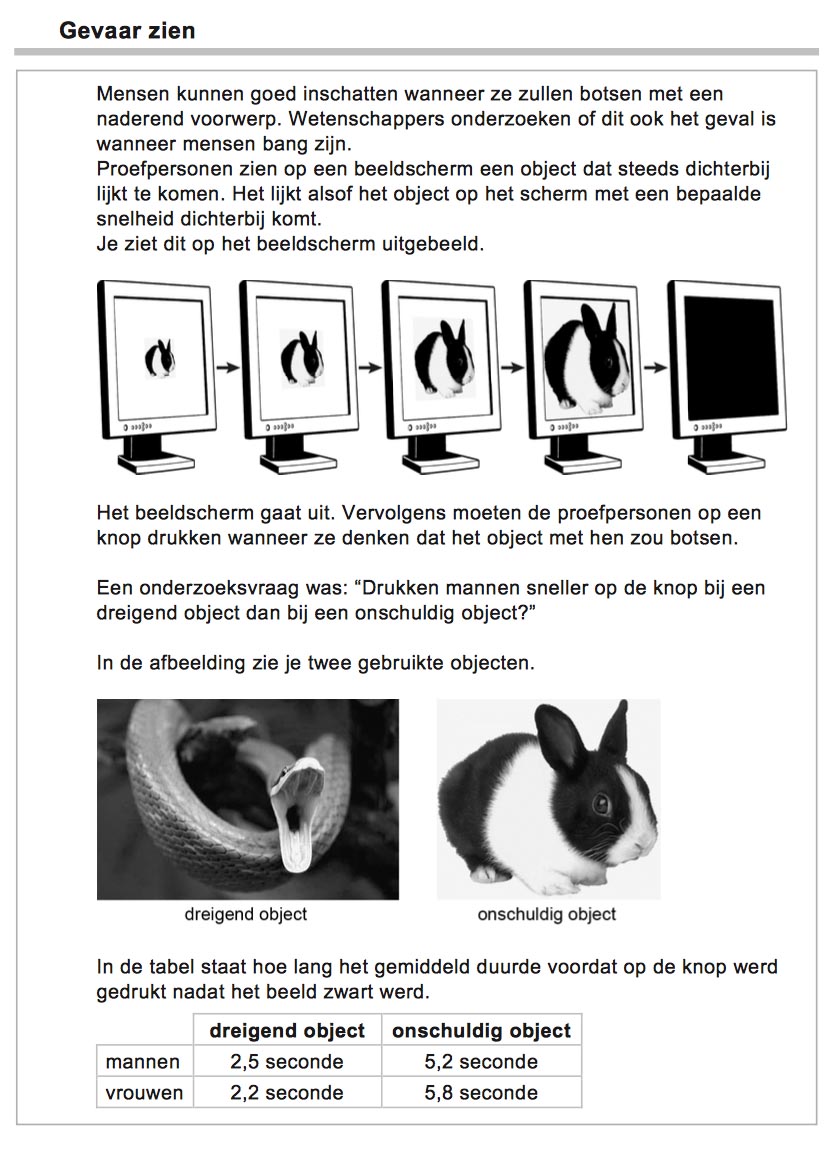 Gevaar zien
Mensen kunnen goed inschatten wanneer ze zullen botsen met een
naderend voorwerp. Wetenschappers onderzoeken of dit ook het geval is
wanneer mensen bang zijn.
Proefpersonen zien op een beeldscherm een object dat steeds dichterbij
lijkt te komen. Het lijkt alsof het object op het scherm met een bepaalde
snelheid dichterbij komt.
Je ziet dit op het beeldscherm uitgebeeld.
Het beeldscherm gaat uit. Vervolgens moeten de proefpersonen op een
knop drukken wanneer ze denken dat het object met hen zou botsen.
Een onderzoeksvraag was: “Drukken mannen sneller op de knop bij een
dreigend object dan bij een onschuldig object?”
In de afbeelding zie je twee gebruikte objecten.
dreigend object onschuldig object
In de tabel staat hoe lang het gemiddeld duurde voordat op de knop werd
gedrukt nadat het beeld zwart werd.
dreigend object onschuldig object
mannen 2,5 seconde 5,2 seconde
vrouwen 2,2 seconde 5,8 seconde